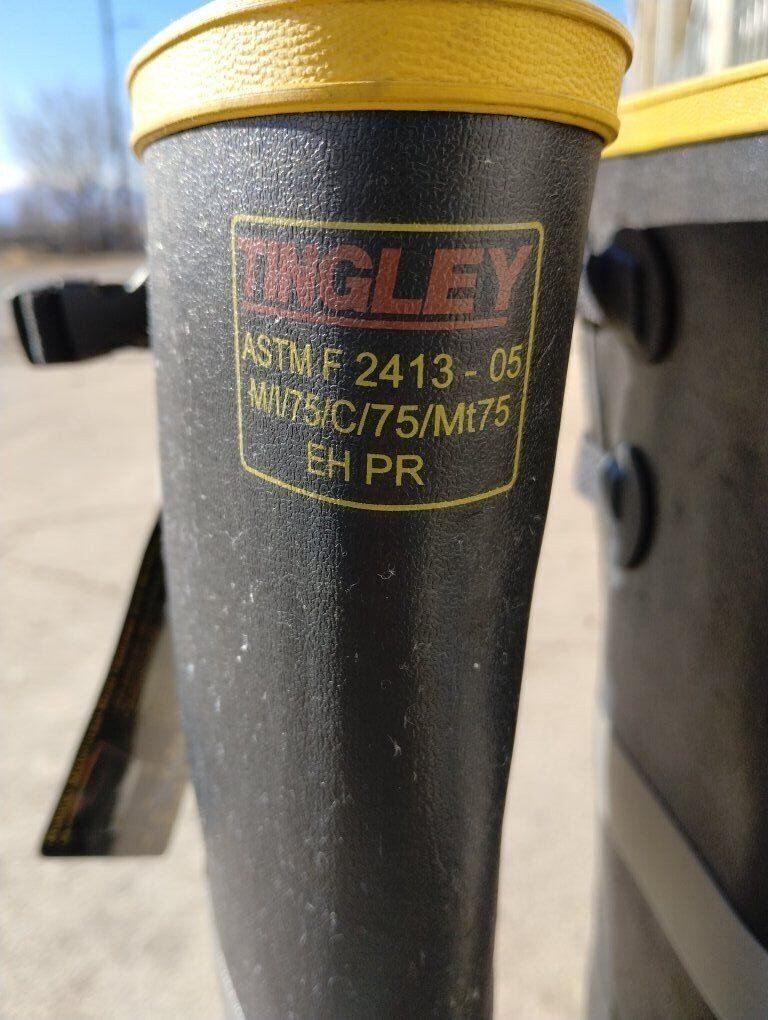 TINGLEY
ASTM F 2413 - 05
M/I/75/C/75/Mt75
EH PR